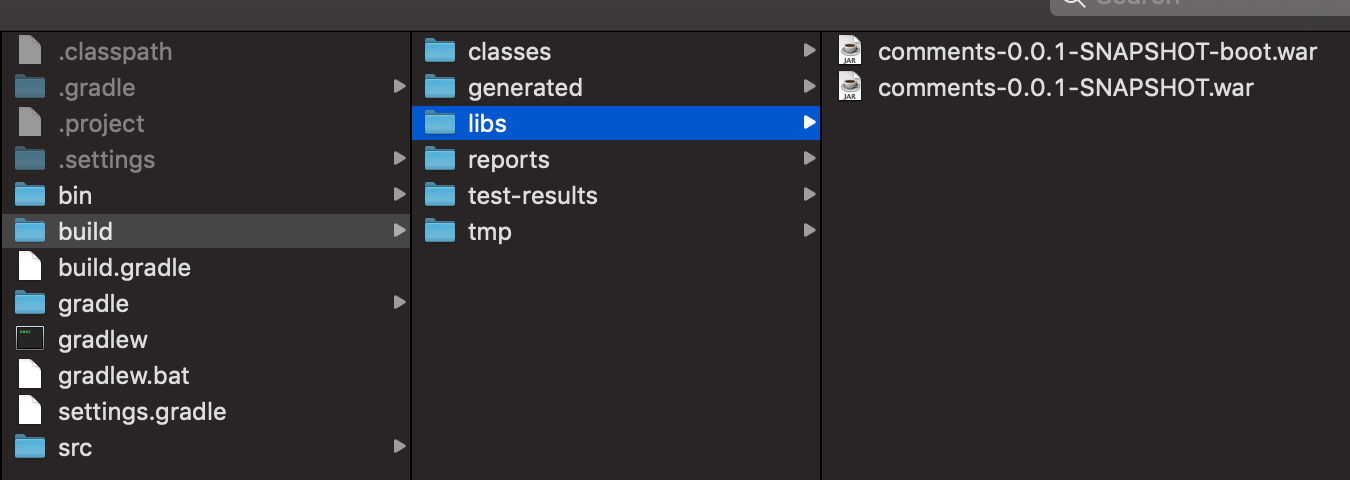 Search
.classpath
.gradle
.project
.settings
bin
build
build.gradle
gradle
gradlew
gradlew.bat
settings.gradle
src
classes
generated
libs
reports
test-results
tmp
comments-0.0.1-SNAPSHOT-boot.war
comments-0.0.1-SNAPSHOT.war
JAR
JAR